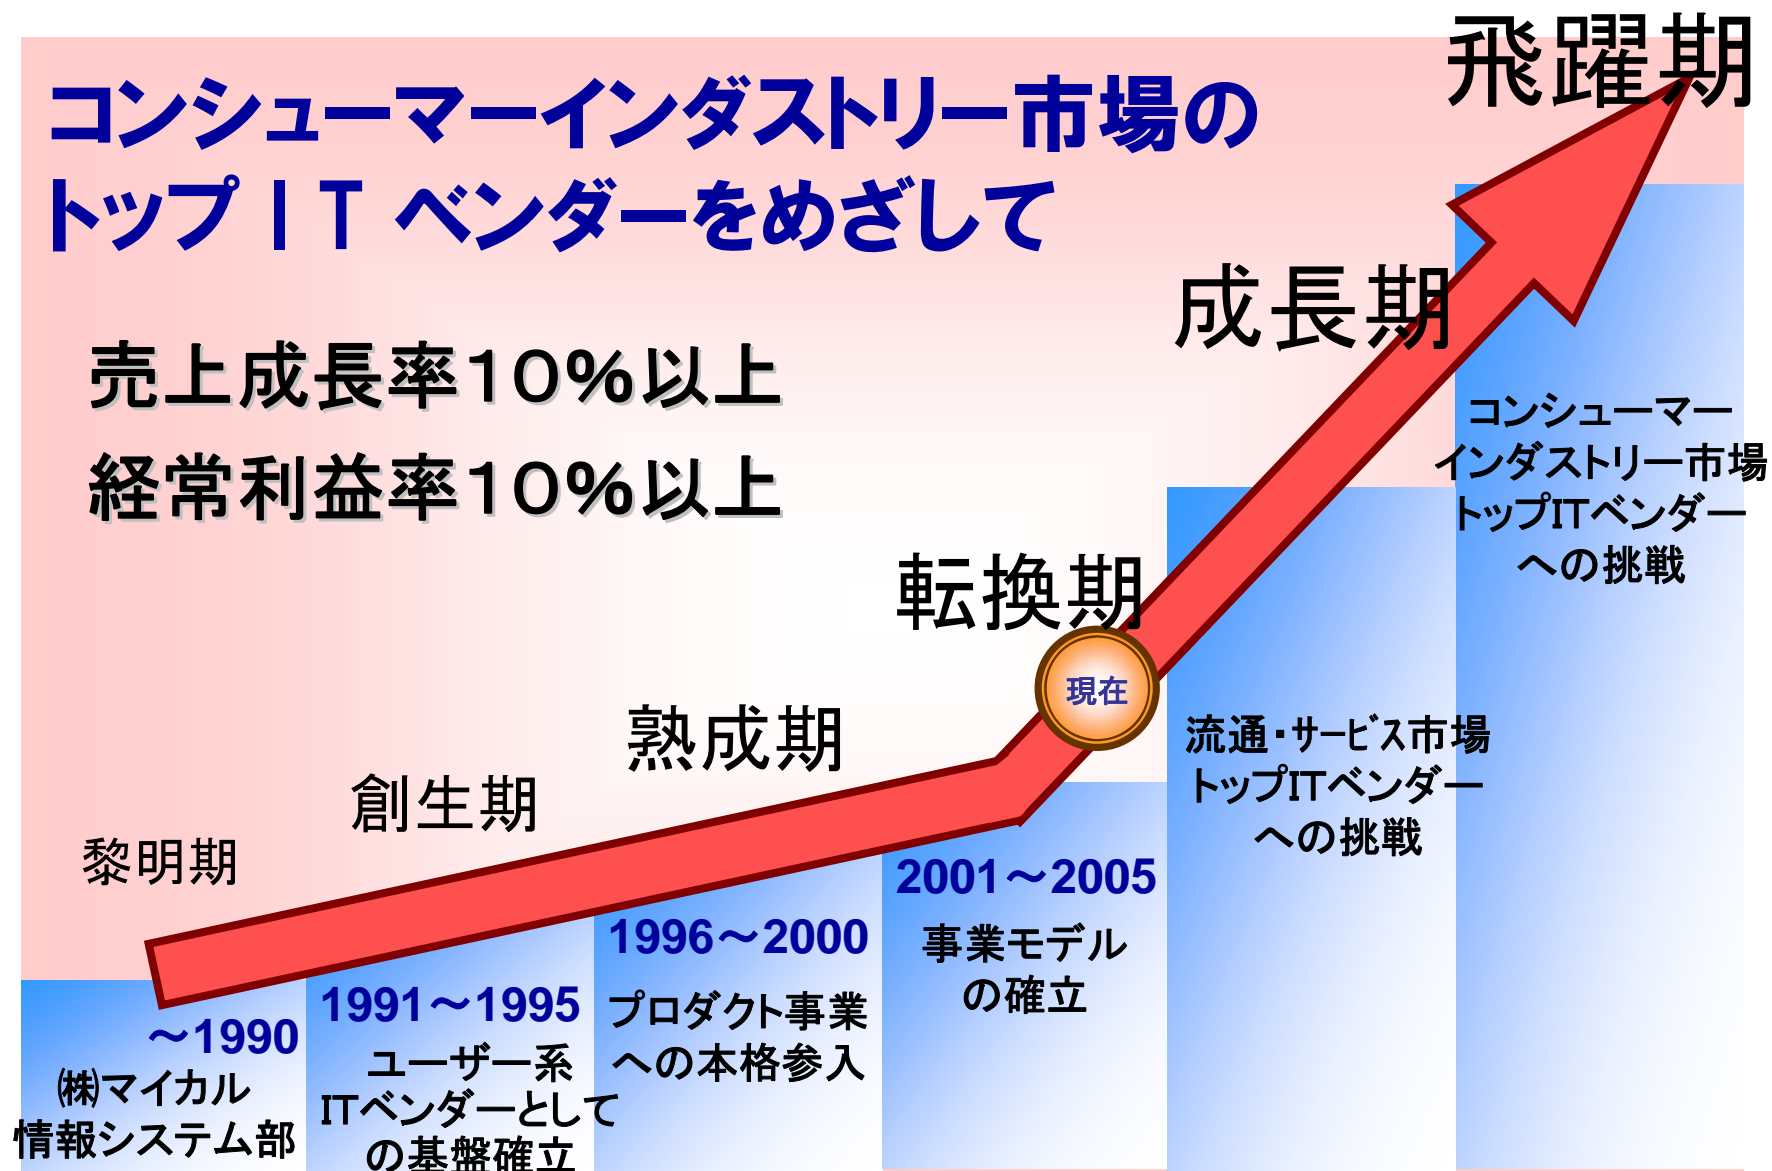 コンシューマーインダストリー市場の
トップＩＴ ベンダーをめざして
売上成長率10%以上
経常利益率10%以上
黎明期
～1990
㈱マイカル
情報システム部
創生期
1991～1995
ユーザー系
ITベンダーとして
の基盤確立
熟成期
1996～2000
プロダクト事業
への本格参入
転換期
現在
2001～2005
事業モデル
の確立
成長期
流通・サービス市場
トップITベンダー
への挑戦
飛躍期
コンシューマー
インダストリー市場
トップITベンダー
への挑戦